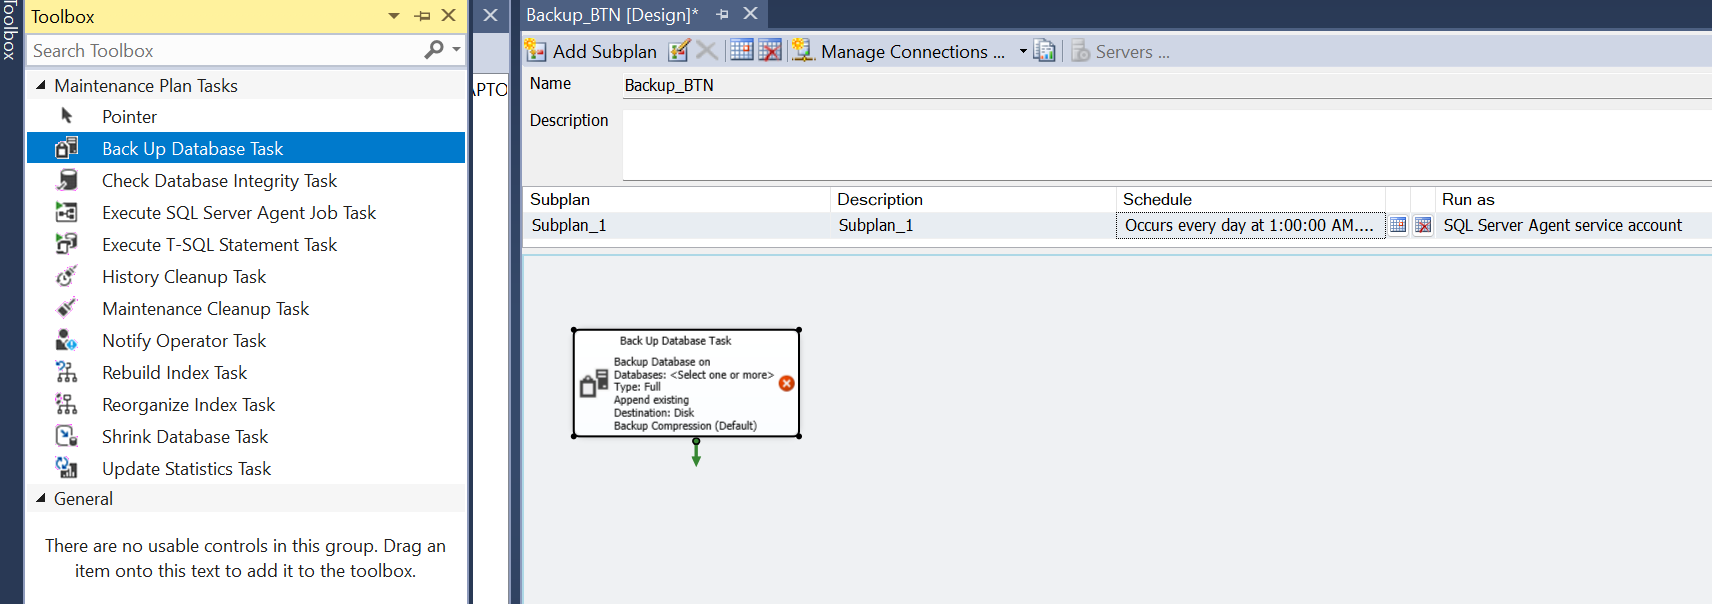 Toolbox
Toolbox
Search Toolbox
Maintenance Plan Tasks
Pointer
Back Up Database Task
Check Database Integrity Task
Execute SQL Server Agent Job Task
Execute T-SQL Statement Task
History Cleanup Task
Maintenance Cleanup Task
Notify Operator Task
Rebuild Index Task
Reorganize Index Task
Shrink Database Task
Update Statistics Task
General
There are no usable controls in this group. Drag an
item onto this text to add it to the toolbox.
APTO
Backup_BTN [Design]*
Add Subplan Manage Connections ... Servers ...
Name Backup_BTN
Description
Subplan Description Schedule Run as
Subplan_1 Subplan_1 Occurs every day at 1:00:00 AM.... SQL Server Agent service account
Back Up Database Task
Backup Database on
Databases: <Select one or more>
Type: Full
Append existing
Destination: Disk
Backup Compression (Default)